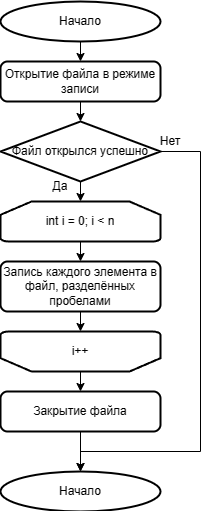 Начало
Открытие файла в режиме
записи
Файл открылся успешно
Нет
Да
int i = 0; i < n
Запись каждого элемента в
файл, разделённых
пробелами
i++
Закрытие файла
Начало